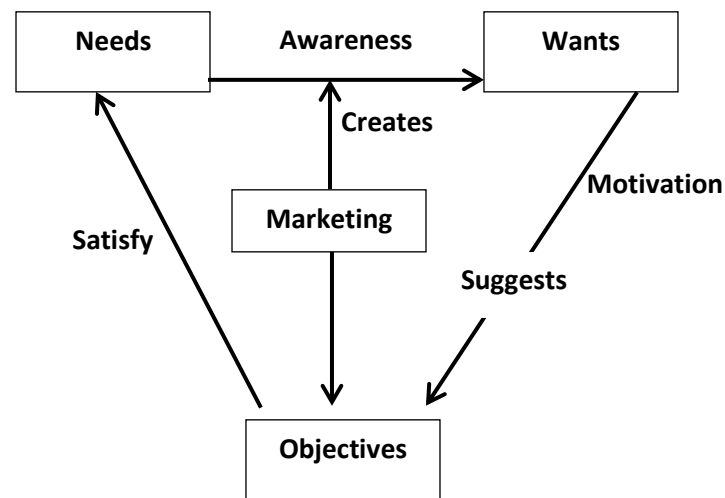 Needs
Awareness
Wants
Creates
Motivation
Marketing
Satisfy
Suggests
Objectives